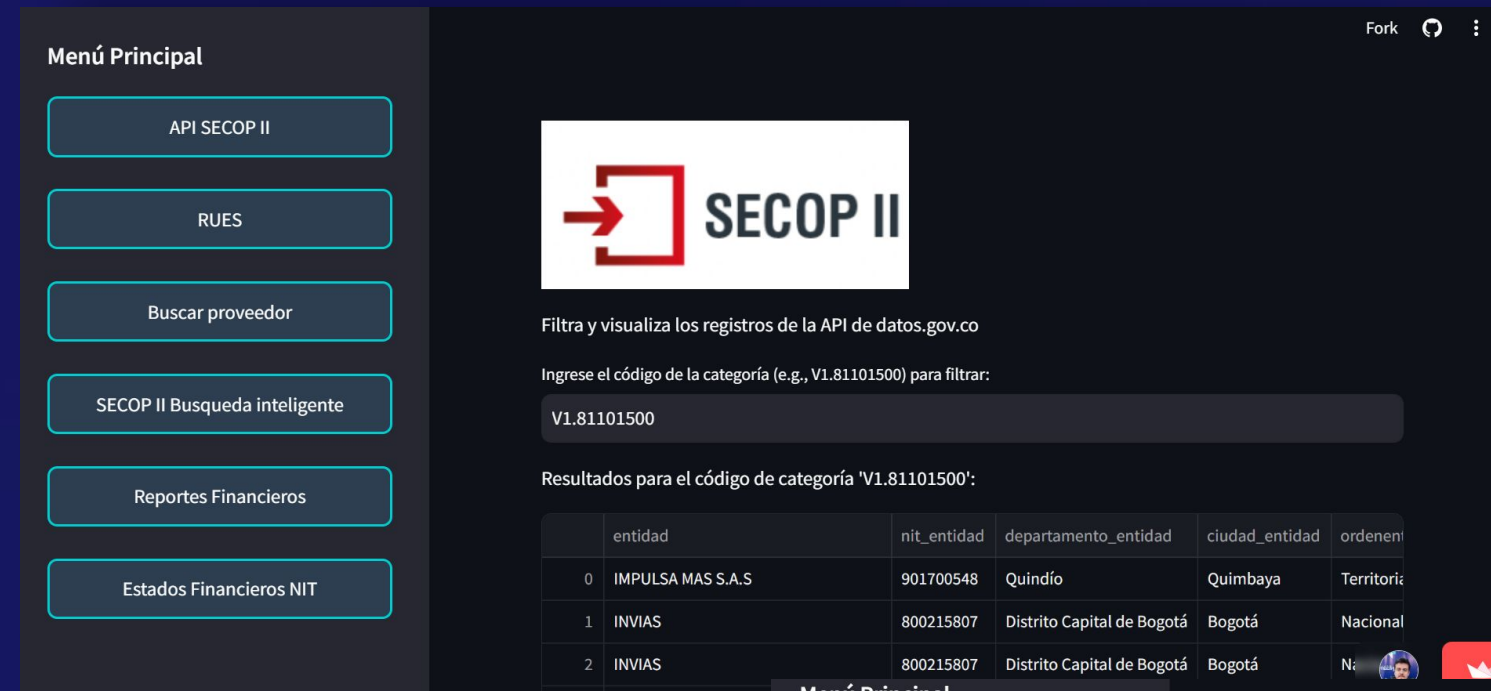 Fork
Menú Principal
API SECOP II
RUES
Buscar proveedor
SECOP II Busqueda inteligente
Reportes Financieros
Estados Financieros NIT
SECOP II
Filtra y visualiza los registros de la API de datos.gov.co
Ingrese el código de la categoría (e.g., V1.81101500) para filtrar:
V1.81101500
Resultados para el código de categoría 'V1.81101500':
entidad nit_entidad departamento_entidad ciudad_entidad ordenent
0 IMPULSA MAS S.A.S 901700548 Quindío Quimbaya Territoria
1 INVIAS 800215807 Distrito Capital de Bogotá Bogotá Nacional
2 INVIAS 800215807 Distrito Capital de Bogotá Bogotá
Menú Principal